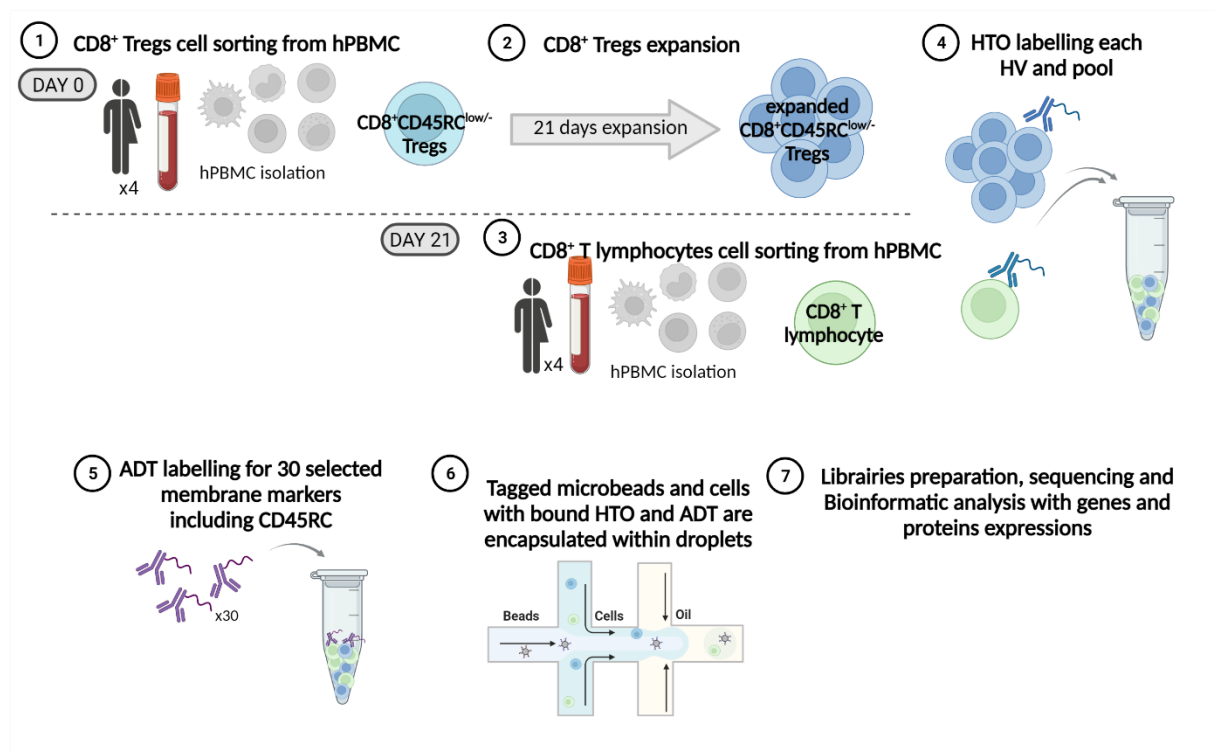 1
CD8⁺ Tregs cell sorting from hPBMC
DAY 0
x4
hPBMC isolation
CD8⁺CD45RC^low/-
Tregs
2
CD8⁺ Tregs expansion
21 days expansion
expanded
CD8⁺CD45RC^low/-
Tregs
4
HTO labelling each
HV and pool
DAY 21
3
CD8⁺ T lymphocytes cell sorting from hPBMC
x4
hPBMC isolation
CD8⁺ T
lymphocyte
5
ADT labelling for 30 selected
membrane markers
including CD45RC
x30
6
Tagged microbeads and cells
with bound HTO and ADT are
encapsulated within droplets
Beads
Cells
Oil
7
Librairies preparation, sequencing and
Bioinformatic analysis with genes and
proteins expressions